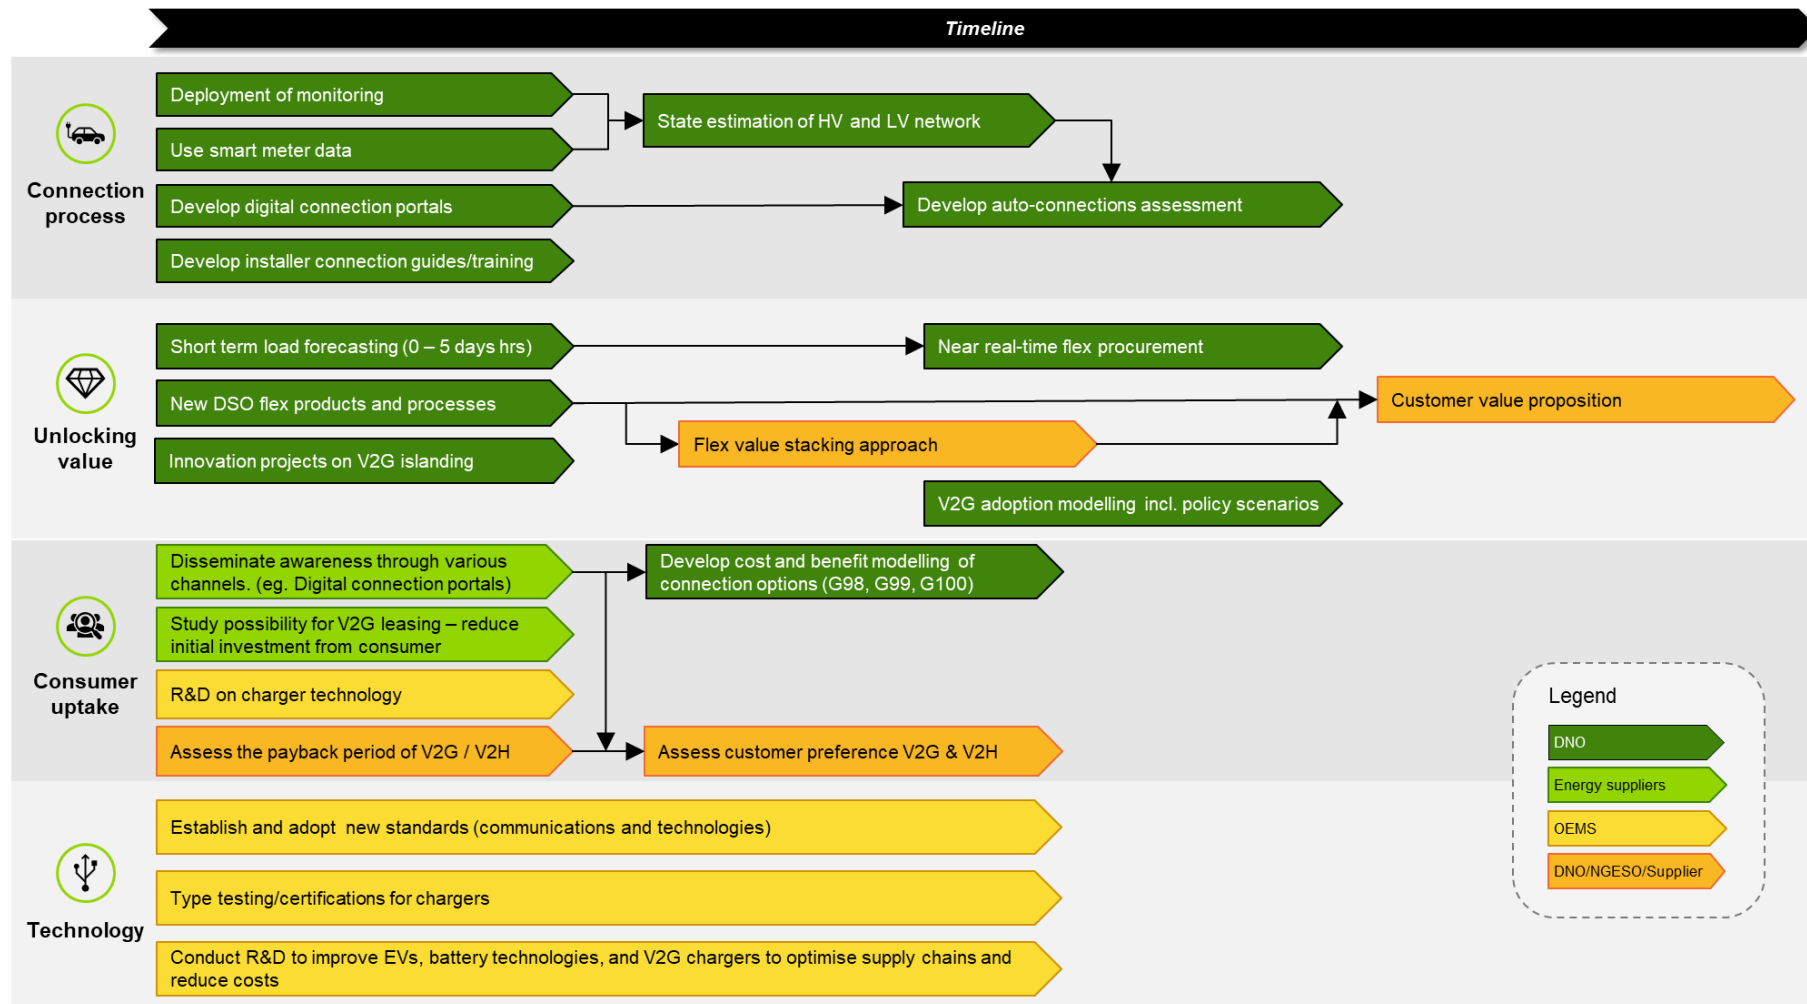 Timeline
Connection
process
Deployment of monitoring
Use smart meter data
State estimation of HV and LV network
Develop digital connection portals
Develop auto-connections assessment
Develop installer connection guides/training
Unlocking
value
Short term load forecasting (0 – 5 days hrs)
Near real-time flex procurement
New DSO flex products and processes
Customer value proposition
Flex value stacking approach
Innovation projects on V2G islanding
V2G adoption modelling incl. policy scenarios
Consumer
uptake
Disseminate awareness through various
channels. (eg. Digital connection portals)
Develop cost and benefit modelling of
connection options (G98, G99, G100)
Study possibility for V2G leasing – reduce
initial investment from consumer
R&D on charger technology
Assess the payback period of V2G / V2H
Assess customer preference V2G & V2H
Technology
Establish and adopt new standards (communications and technologies)
Type testing/certifications for chargers
Conduct R&D to improve EVs, battery technologies, and V2G chargers to optimise supply chains and
reduce costs
Legend
DNO
Energy suppliers
OEMS
DNO/NGESO/Supplier